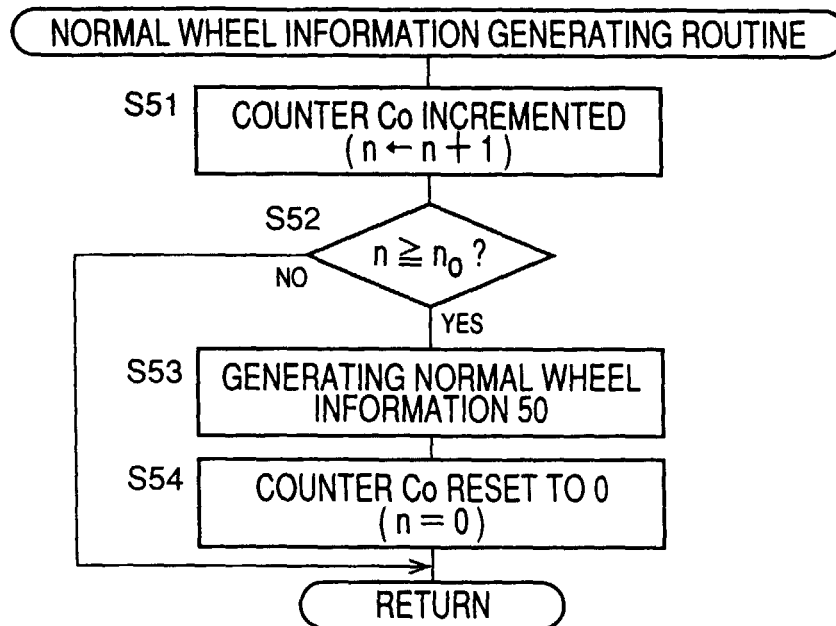 NORMAL WHEEL INFORMATION GENERATING ROUTINE
S51
COUNTER Co INCREMENTED
(n ← n + 1)
S52
n ≧ n₀ ?
NO
YES
S53
GENERATING NORMAL WHEEL
INFORMATION 50
S54
COUNTER Co RESET TO 0
(n = 0)
RETURN